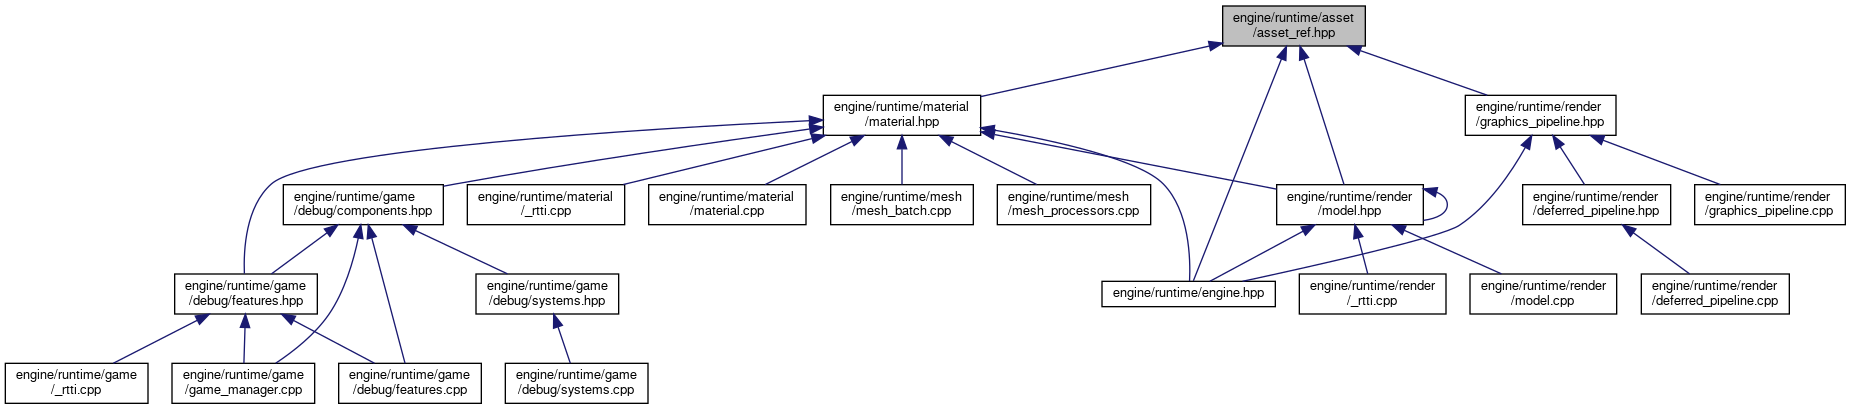 engine/runtime/asset
/asset_ref.hpp
engine/runtime/material
/material.hpp
engine/runtime/render
/graphics_pipeline.hpp
engine/runtime/game
/debug/components.hpp
engine/runtime/material
/_rtti.cpp
engine/runtime/material
/material.cpp
engine/runtime/mesh
/mesh_batch.cpp
engine/runtime/mesh
/mesh_processors.cpp
engine/runtime/render
/model.hpp
engine/runtime/render
/deferred_pipeline.hpp
engine/runtime/render
/graphics_pipeline.cpp
engine/runtime/game
/debug/features.hpp
engine/runtime/game
/debug/systems.hpp
engine/runtime/engine.hpp
engine/runtime/render
/_rtti.cpp
engine/runtime/render
/model.cpp
engine/runtime/render
/deferred_pipeline.cpp
engine/runtime/game
/_rtti.cpp
engine/runtime/game
/game_manager.cpp
engine/runtime/game
/debug/features.cpp
engine/runtime/game
/debug/systems.cpp